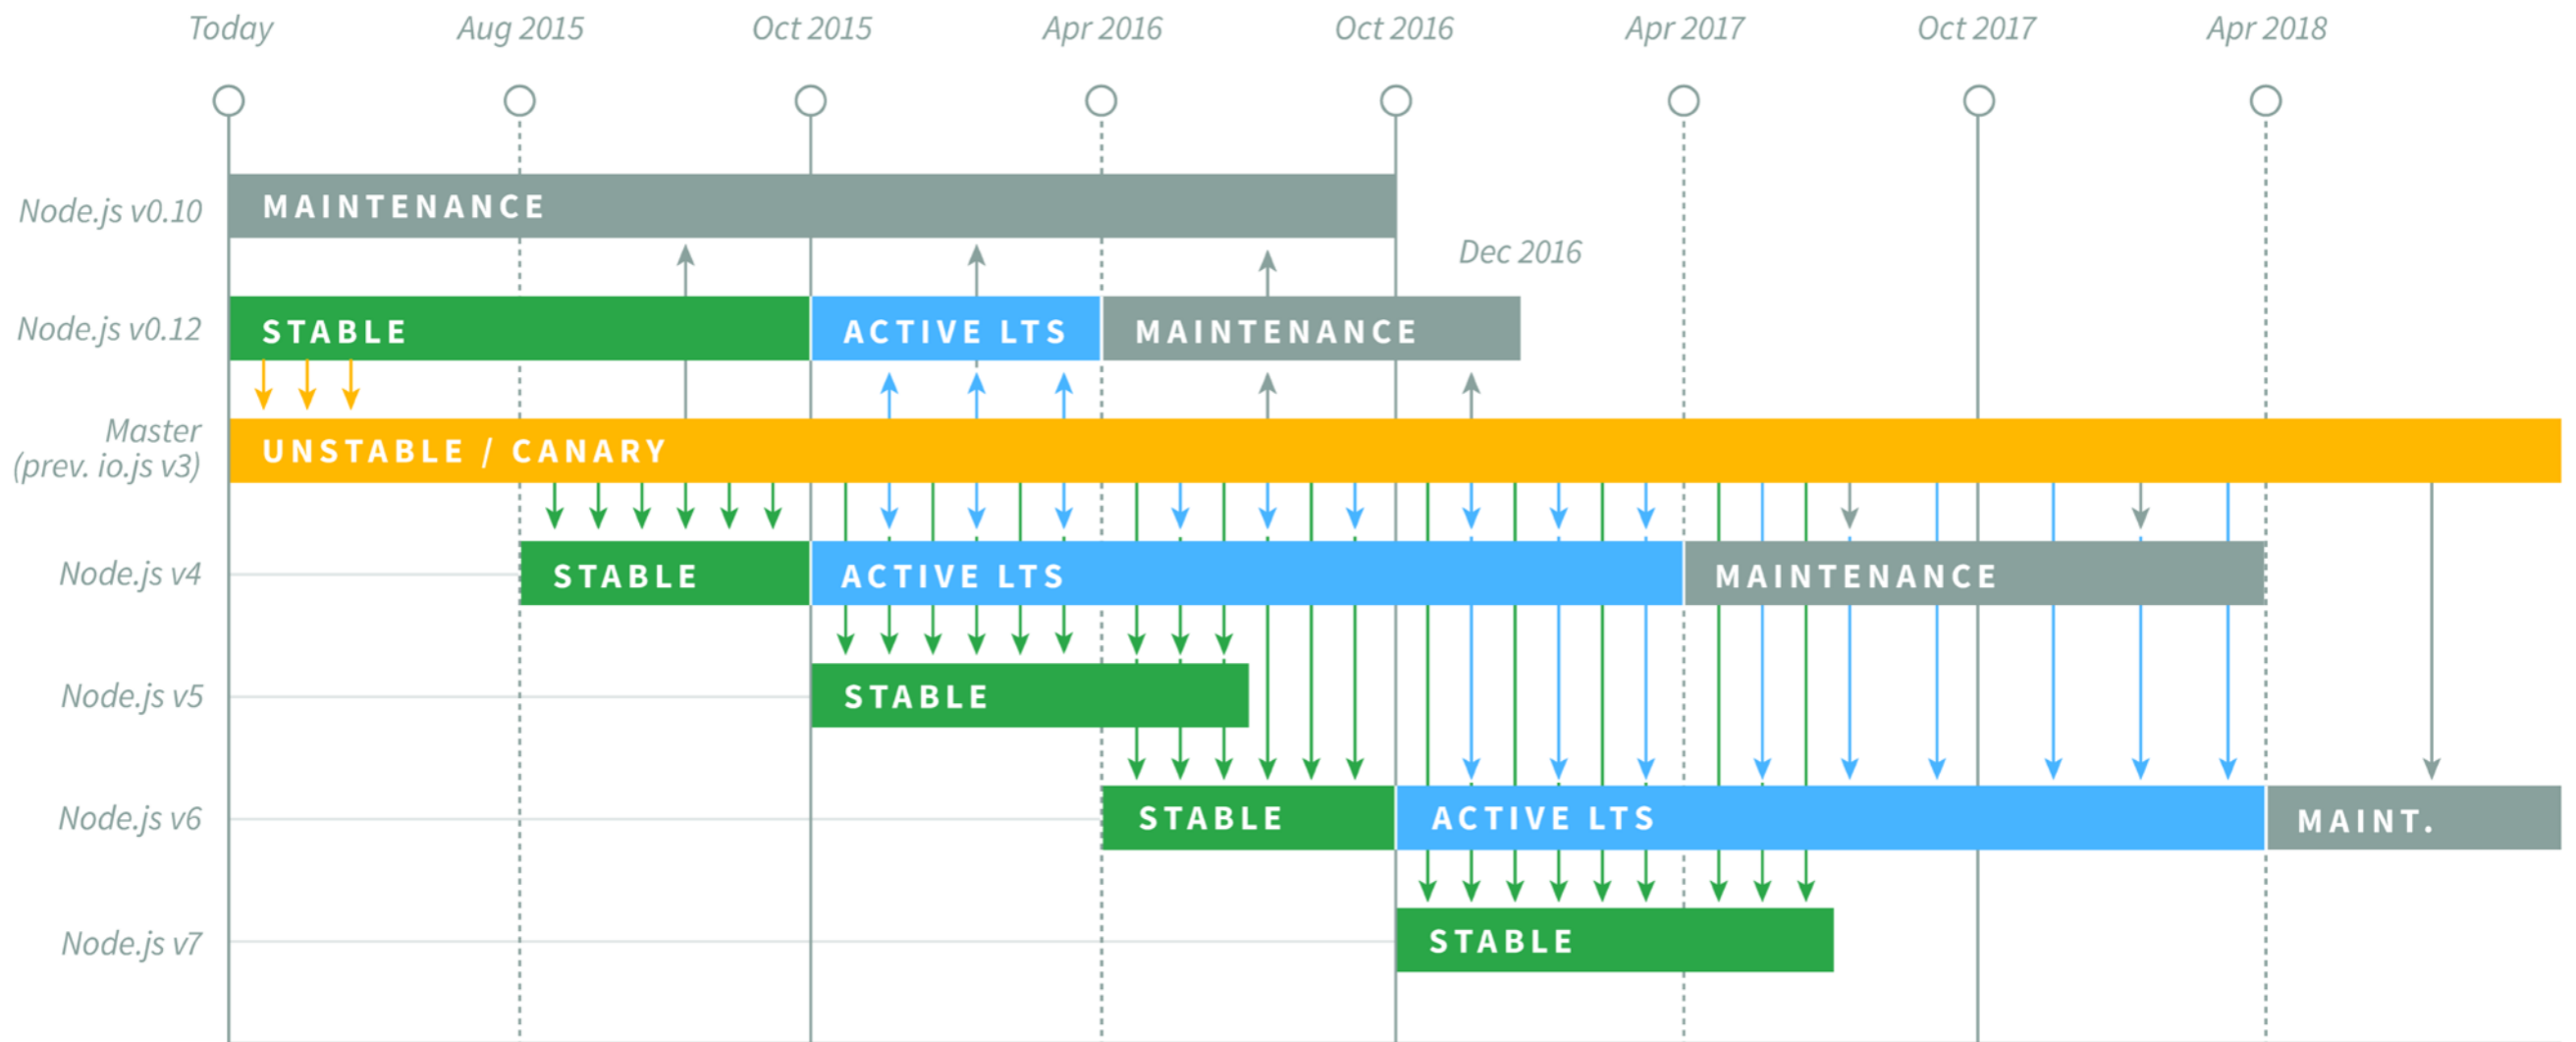 Today
Aug 2015
Oct 2015
Apr 2016
Oct 2016
Apr 2017
Oct 2017
Apr 2018
Node.js v0.10
MAINTENANCE
Dec 2016
Node.js v0.12
STABLE
ACTIVE LTS
MAINTENANCE
Master
(prev. io.js v3)
UNSTABLE / CANARY
Node.js v4
STABLE
ACTIVE LTS
MAINTENANCE
Node.js v5
STABLE
Node.js v6
STABLE
ACTIVE LTS
MAINT.
Node.js v7
STABLE